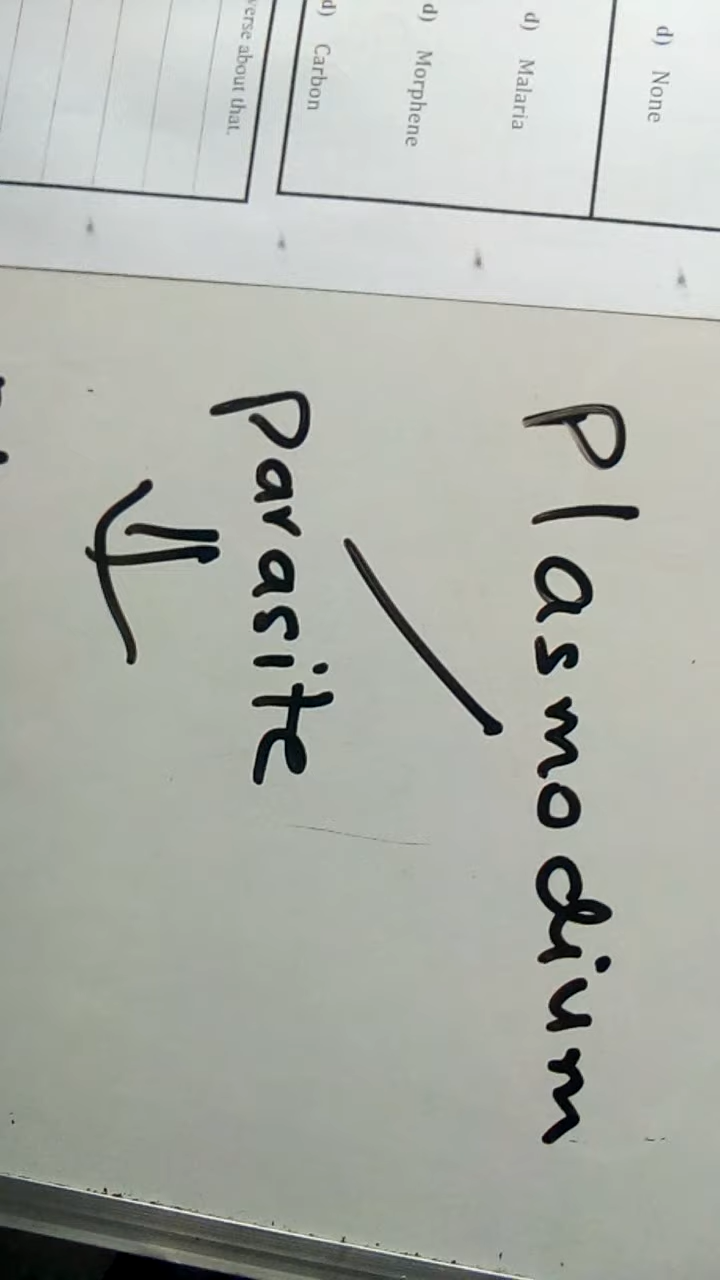 d) None
d) Malaria
d) Morphene
d) Carbon
verse about that.
Plasmodium
Parasite